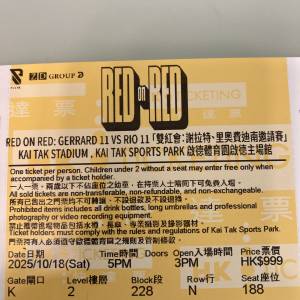 ZD GROUP
RED ON RED
TICKETING
RED ON RED: GERRARD 11 VS RIO 11「雙紅會：謝拉特、里奧費迪南邀請賽」
KAI TAK STADIUM , KAI TAK SPORTS PARK 啟德體育園啟德主場館
One ticket per person. Children under 2 without a seat may enter free only when
accompanied by a ticket holder.
一人一票，兩歲以下不佔座位之幼童，在持票人士陪同下可免費入場。
All sold tickets are non-transferable, non-refundable, and non-exchangeable.
所有已售出之門票均不可轉讓、不設退款及不設退換。
Prohibited items include: all drink bottles, long umbrellas and professional
photography or video recording equipment.
禁止攜帶進場物品包括水樽、長傘、專業攝影及錄影器材。
Ticket holders must comply with the rules and regulations of Kai Tak Sports Park.
門票持有人必須遵守啟德體育園之規則及管制條款。
Date日期 Time時間 Doors Open入場時間 Price票價
2025/10/18(Sat) 5PM 3PM HK$999
Gate閘口 Level樓層 Block座區 Row行號 Seat座位
K 2 228 N 188